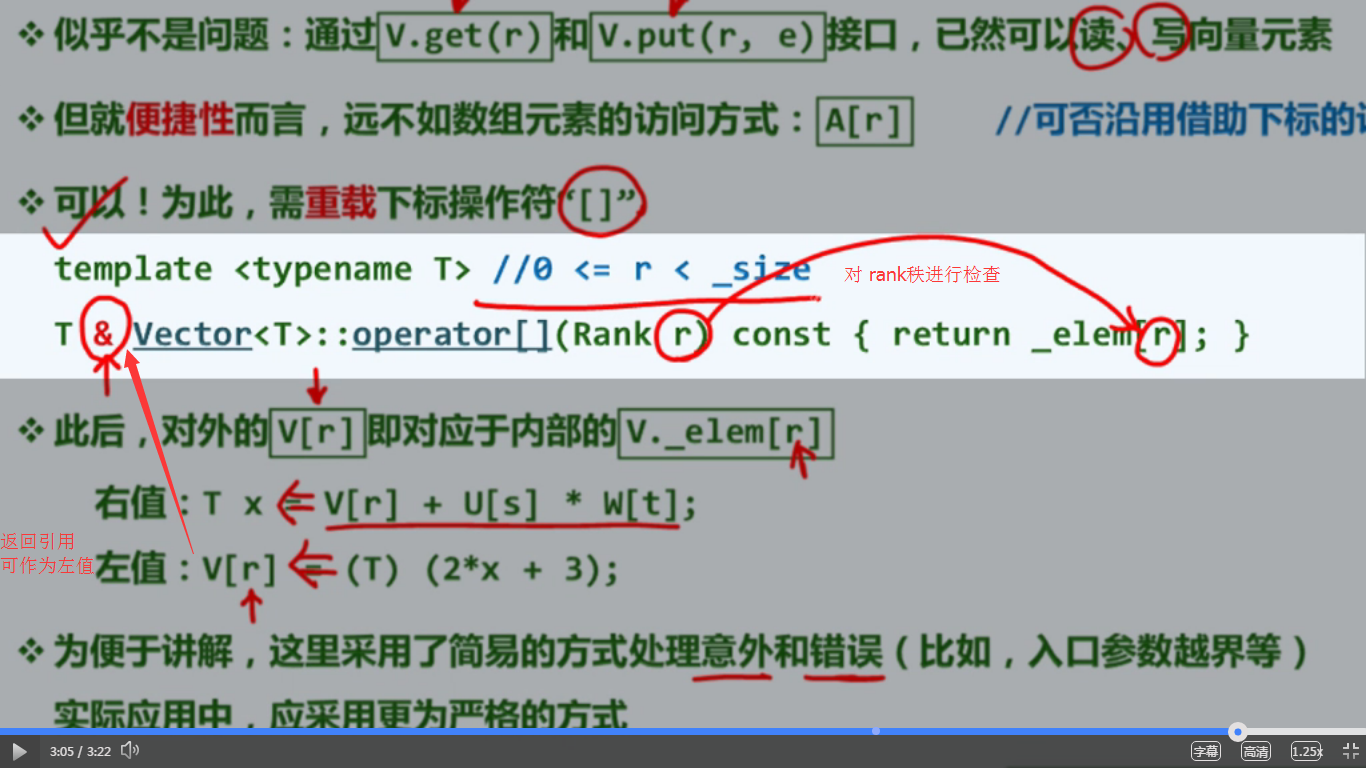 ❖ 似乎不是问题：通过 V.get(r) 和 V.put(r, e) 接口，已然可以读、写向量元素
❖ 但就便捷性而言，远不如数组元素的访问方式：A[r] //可否沿用借助下标的
❖ 可以！为此，需重载下标操作符“[]”
template <typename T> //0 <= r < _size 对 rank秩进行检查
T & Vector<T>::operator[](Rank r) const { return _elem[r]; }
❖ 此后，对外的 V[r] 即对应于内部的 V._elem[r]
右值：T x = V[r] + U[s] * W[t];
返回引用
可作为左值
左值：V[r] = (T) (2*x + 3);
❖ 为便于讲解，这里采用了简易的方式处理意外和错误（比如，入口参数越界等）
实际应用中，应采用更为严格的方式
3:05 / 3:22 字幕 高清 1.25x